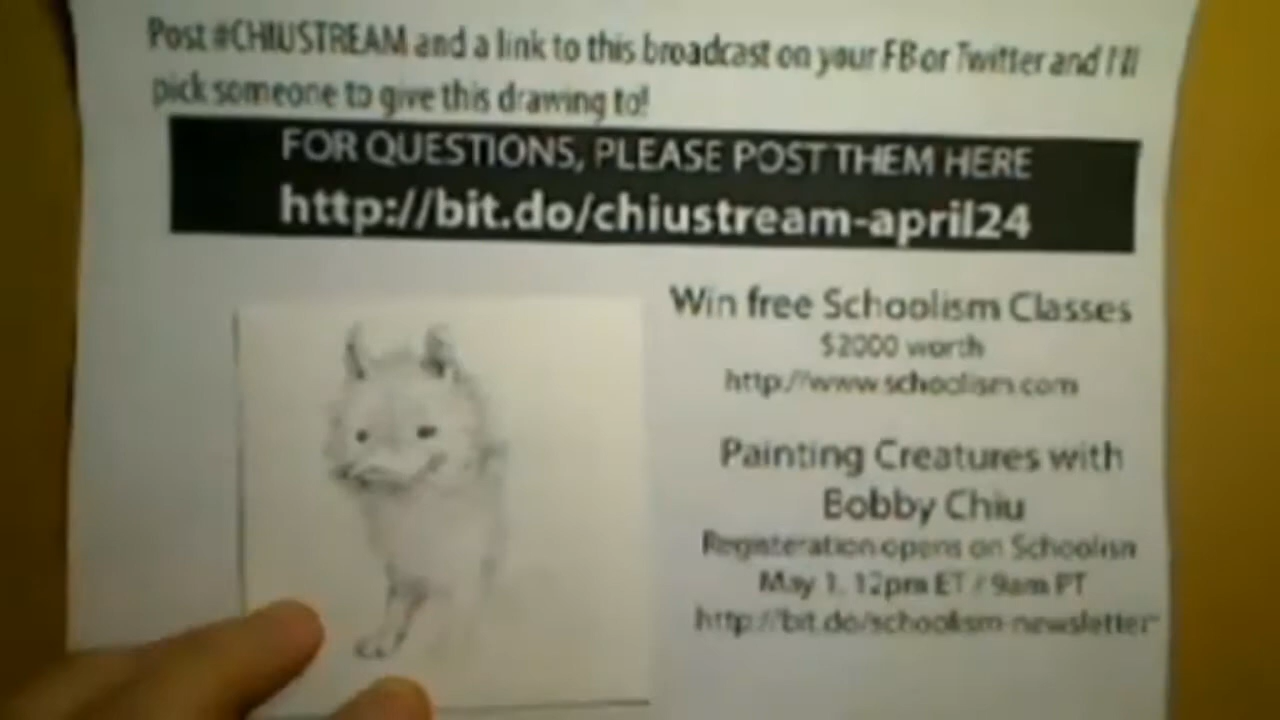 Post #CHIUSTREAM and a link to this broadcast on your FB or Twitter and I'll
pick someone to give this drawing to!
FOR QUESTIONS, PLEASE POST THEM HERE
http://bit.do/chiustream-april24
Win free Schoolism Classes
$2000 worth
http://www.schoolism.com
Painting Creatures with
Bobby Chiu
Registeration opens on Schoolism
May 1, 12pm ET / 9am PT
http://bit.do/schoolism-newsletter